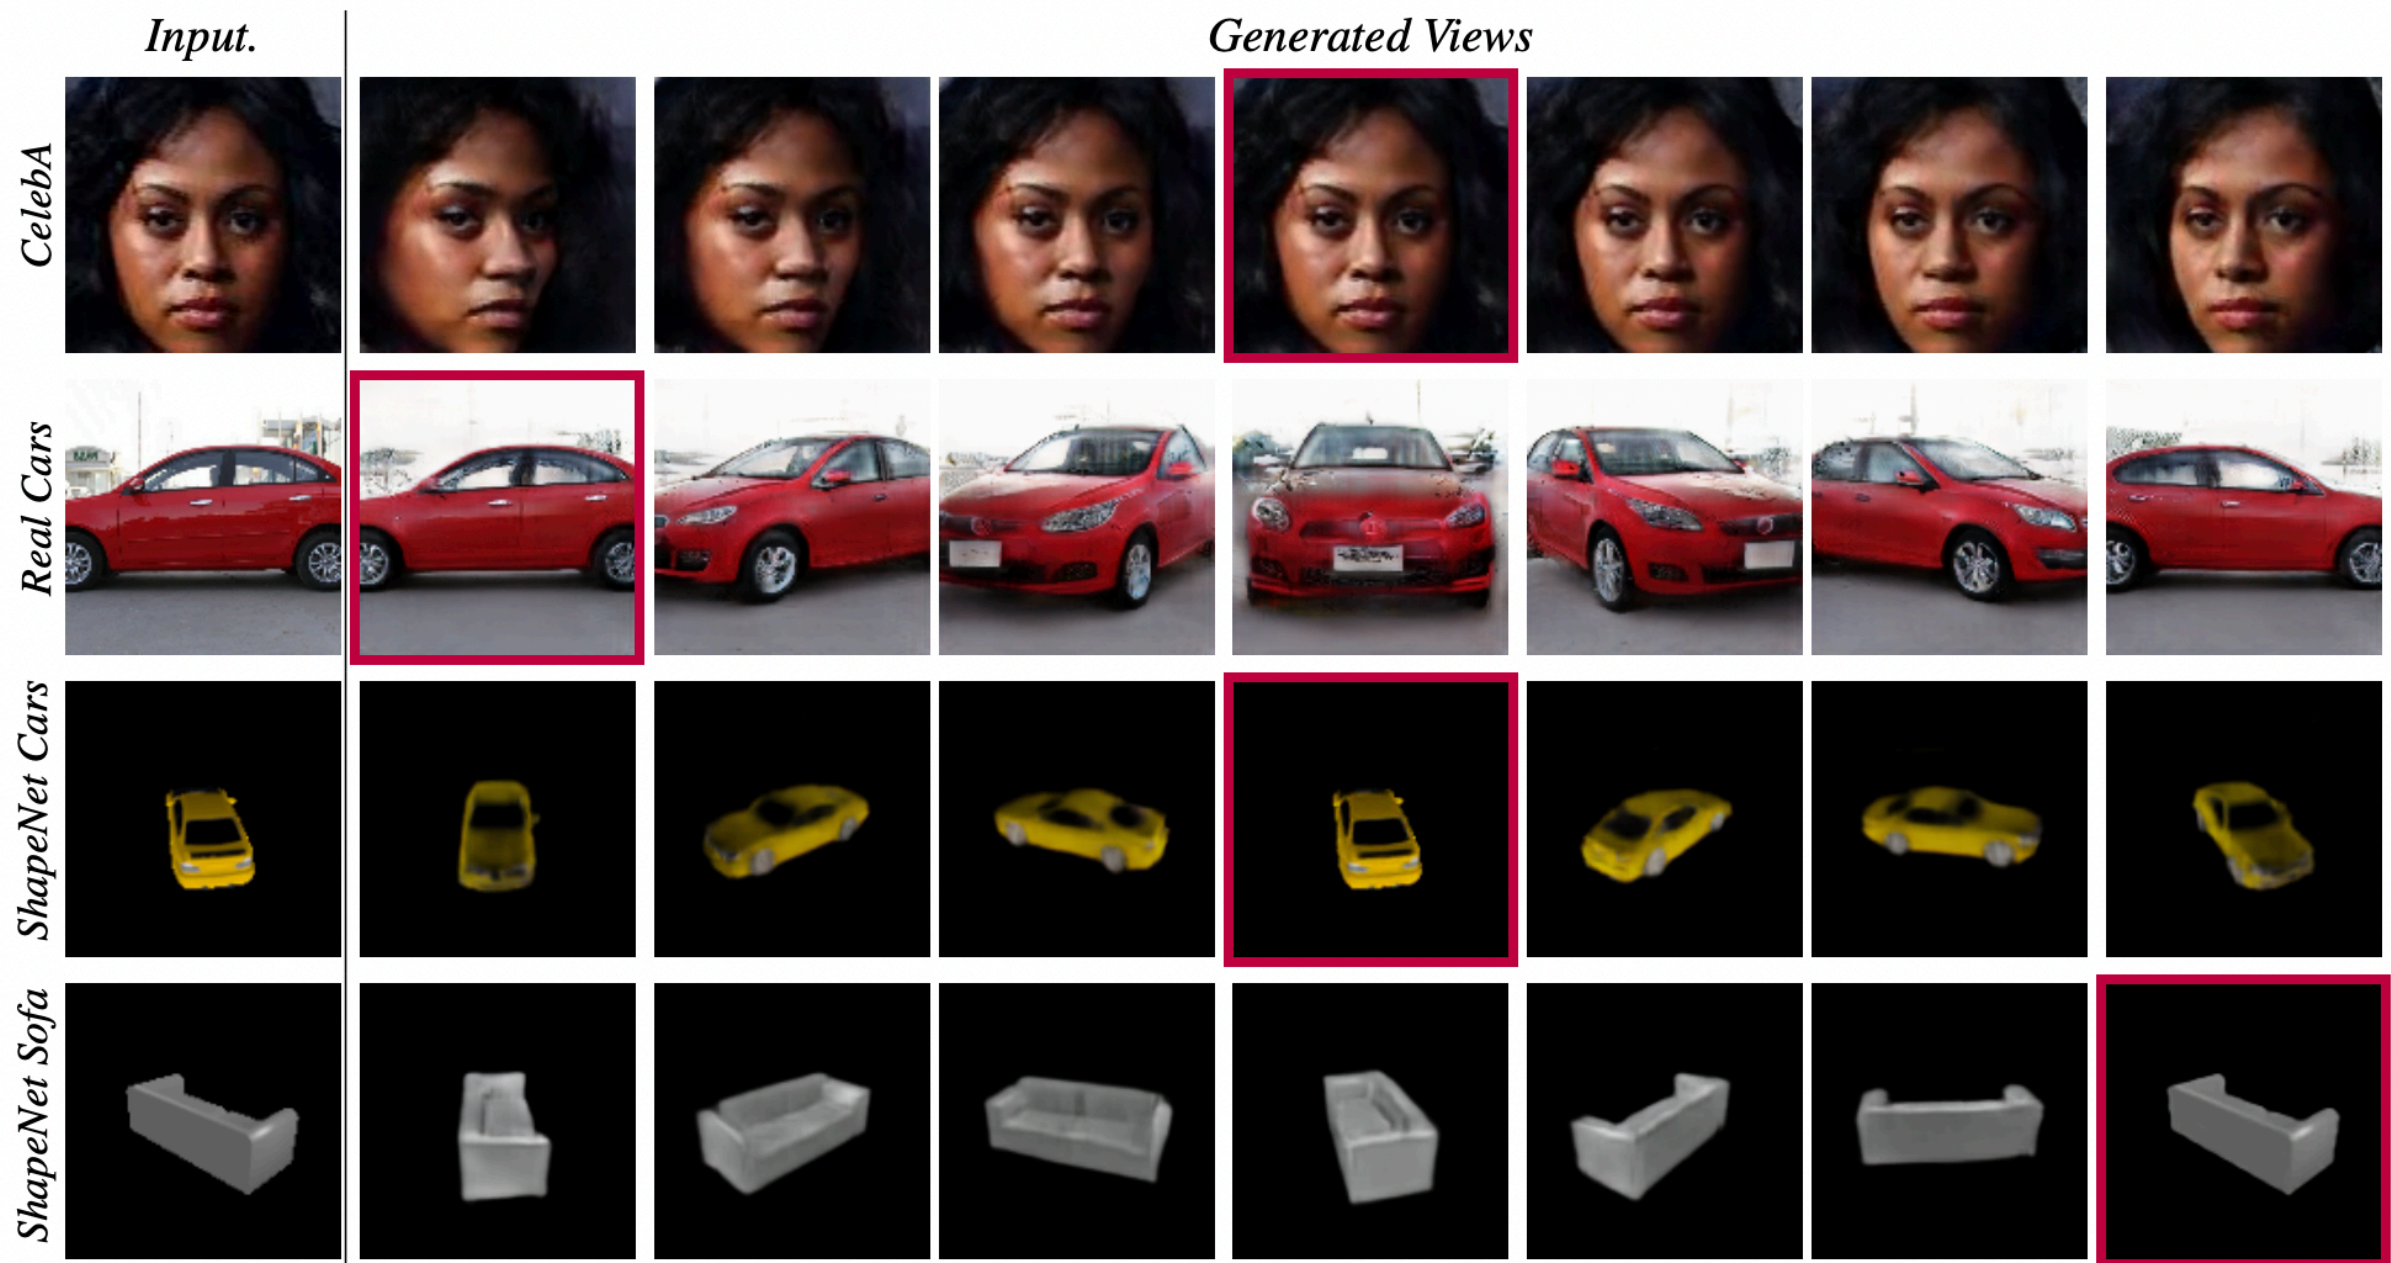 Input.
Generated Views
CelebA
Real Cars
ShapeNet Cars
ShapeNet Sofa